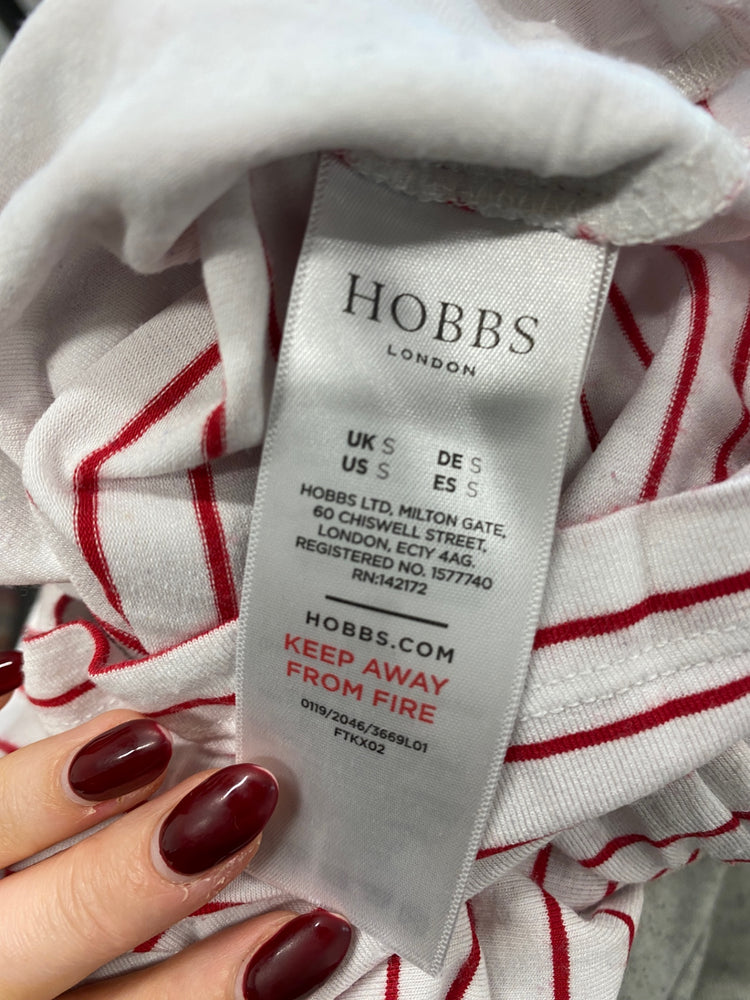 HOBBS
LONDON
UK S DE S
US S ES S
HOBBS LTD, MILTON GATE,
60 CHISWELL STREET,
LONDON, EC1Y 4AG.
REGISTERED NO. 1577740
RN:142172
HOBBS.COM
KEEP AWAY
FROM FIRE
0119/2046/3669L01
FTKX02